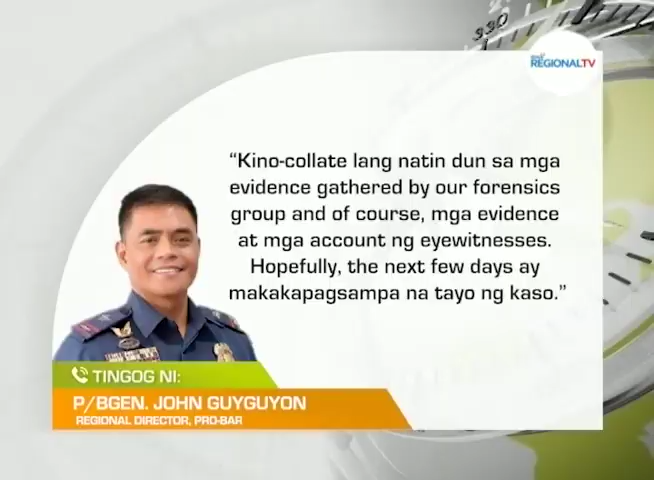 330
REGIONALTV
“Kino-collate lang natin dun sa mga
evidence gathered by our forensics
group and of course, mga evidence
at mga account ng eyewitnesses.
Hopefully, the next few days ay
makakapagsampa na tayo ng kaso.”
TINGOG NI:
P/BGEN. JOHN GUYGUYON
REGIONAL DIRECTOR, PRO-BAR